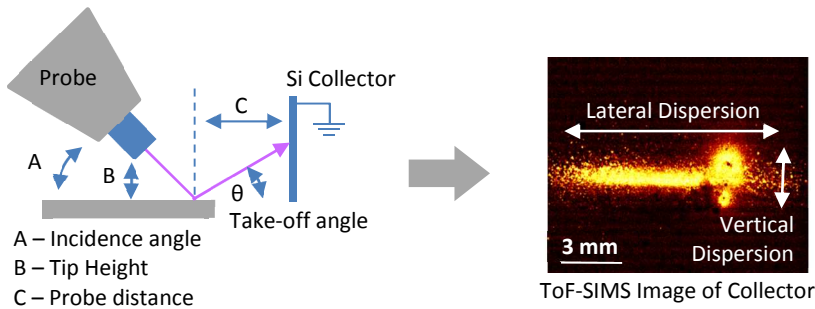 Probe
Si Collector
C
A
B
θ
Take-off angle
A – Incidence angle
B – Tip Height
C – Probe distance
Lateral Dispersion
Vertical
Dispersion
3 mm
ToF-SIMS Image of Collector